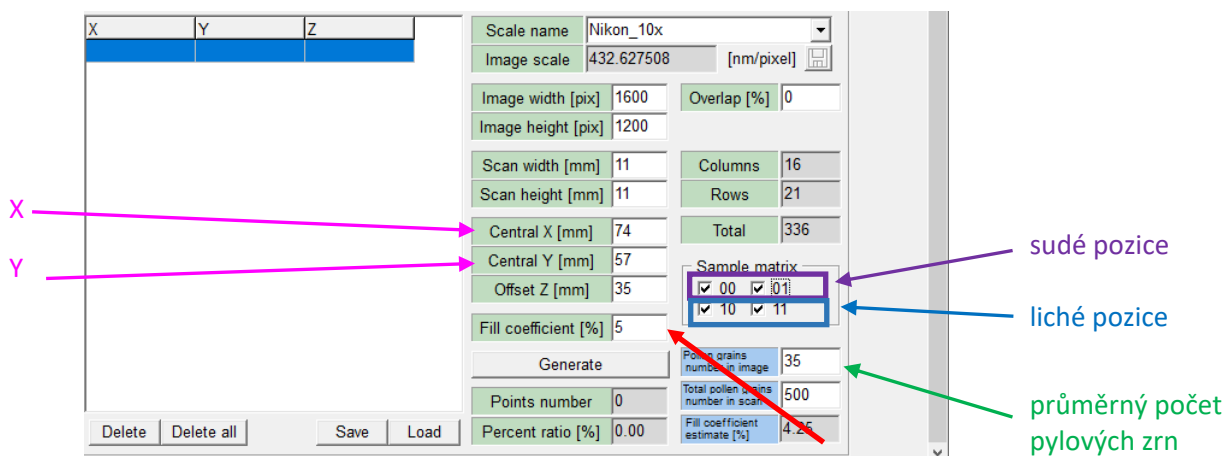 X Y Z
Scale name Nikon_10x
Image scale 432.627508 [nm/pixel]
Image width [pix] 1600 Overlap [%] 0
Image height [pix] 1200
Scan width [mm] 11 Columns 16
Scan height [mm] 11 Rows 21
X
Central X [mm] 74 Total 336
Y
Central Y [mm] 57 Sample matrix
sudé pozice
Offset Z [mm] 35 00 01
10 11
liché pozice
Fill coefficient [%] 5
Generate
Pollen grains
number in image 35
Points number 0
Total pollen grains
number in scan 500
průměrný počet
pylových zrn
Delete Delete all Save Load
Percent ratio [%] 0.00
Fill coefficient
estimate [%] 4.25